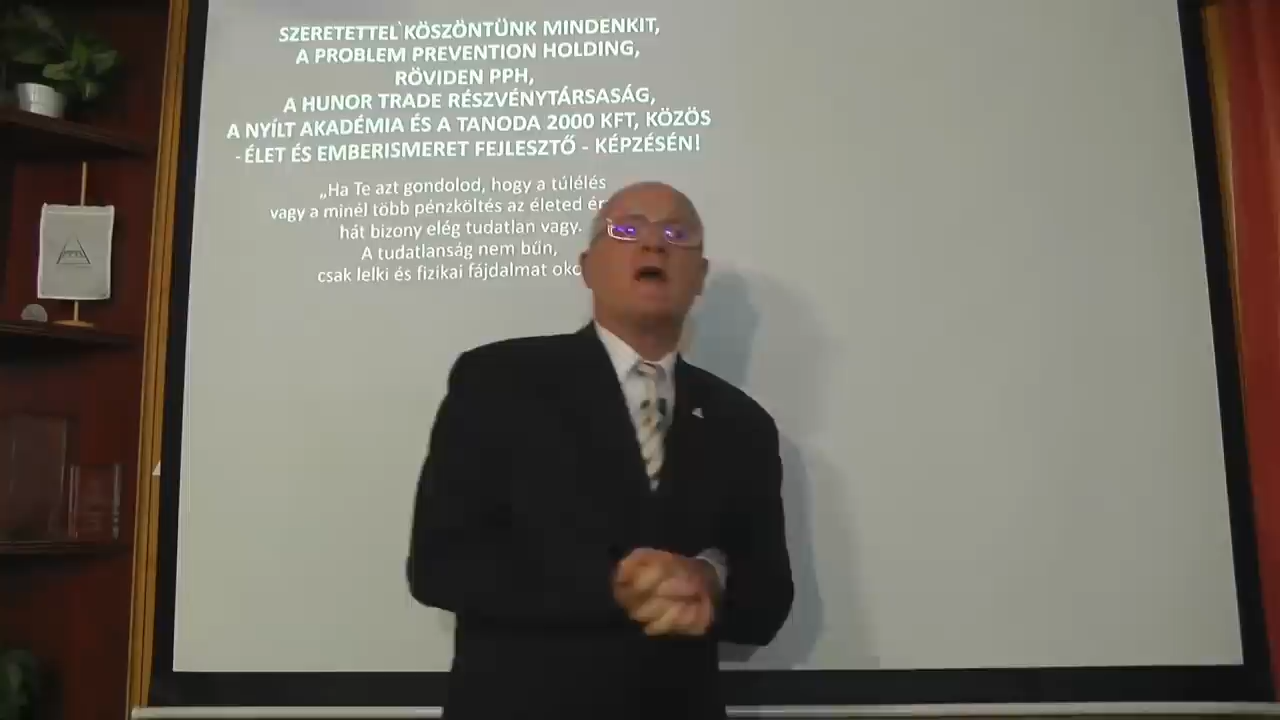 SZERETETTEL KÖSZÖNTÜNK MINDENKIT,
A PROBLEM PREVENTION HOLDING,
RÖVIDEN PPH,
A HUNOR TRADE RÉSZVÉNYTÁRSASÁG,
A NYÍLT AKADÉMIA ÉS A TANODA 2000 KFT, KÖZÖS
- ÉLET ÉS EMBERISMERET FEJLESZTŐ - KÉPZÉSÉN!
„Ha Te azt gondolod, hogy a túlélés
vagy a minél több pénzköltés az életed
hát bizony elég tudatlan vagy.
A tudatlanság nem bűn,
csak lelki és fizikai fájdalmat